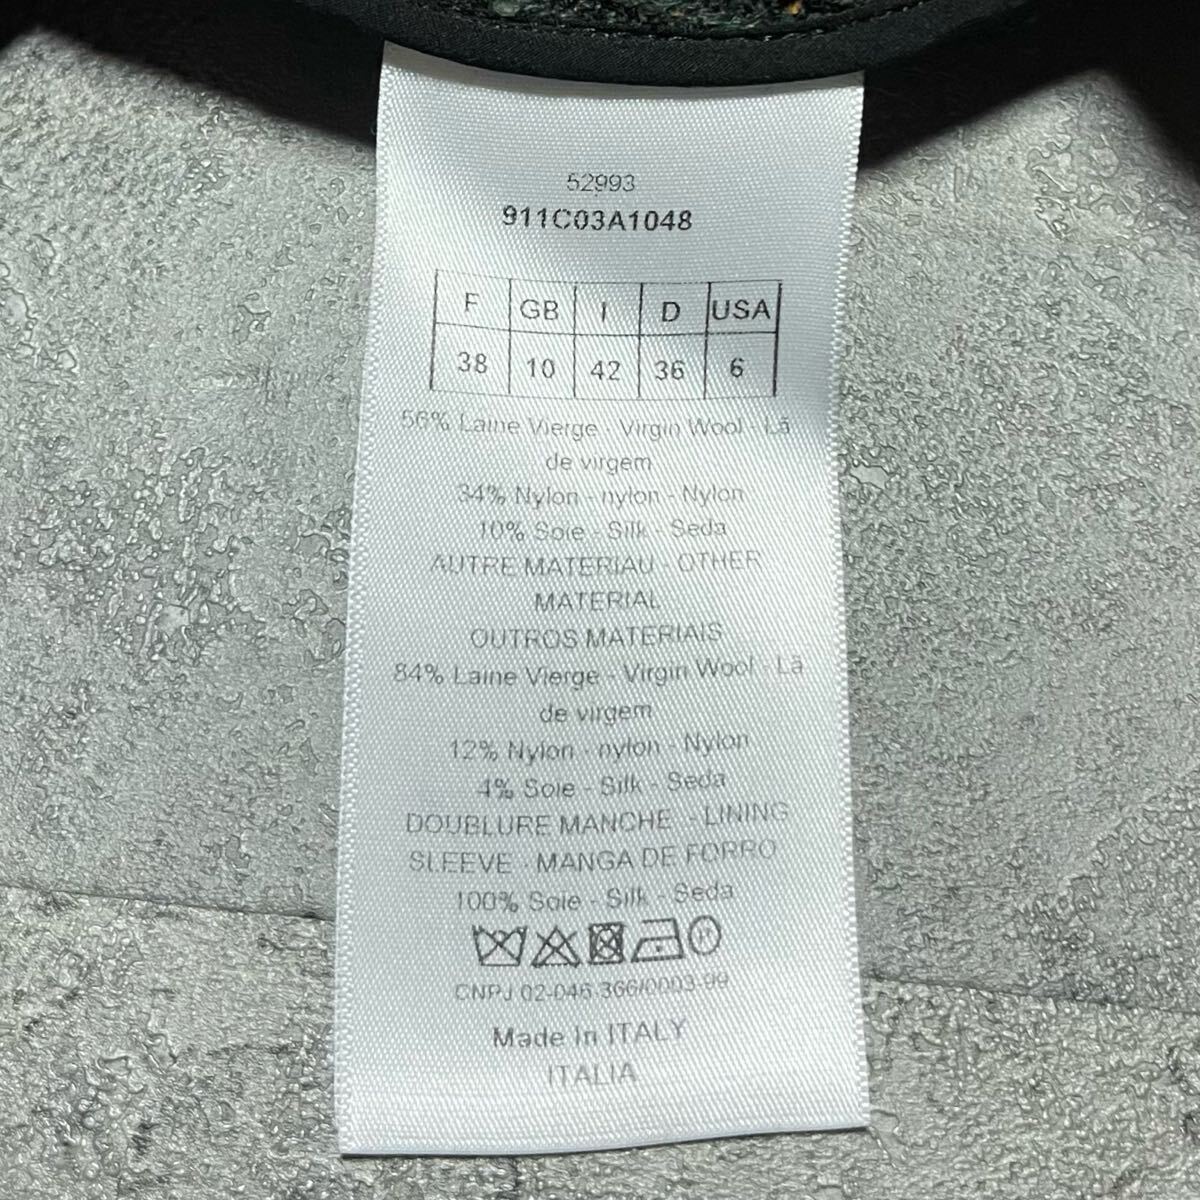 52993
911C03A1048
F GB I D USA
38 10 42 36 6
56% Laine Vierge - Virgin Wool - Lã
de virgem
34% Nylon - nylon - Nylon
10% Soie - Silk - Seda
AUTRE MATERIAU - OTHER
MATERIAL
OUTROS MATERIAIS
84% Laine Vierge - Virgin Wool - Lã
de virgem
12% Nylon - nylon - Nylon
4% Soie - Silk - Seda
DOUBLURE MANCHE - LINING
SLEEVE - MANGA DE FORRO
100% Soie - Silk - Seda
CNPJ 02-046-366/0003-99
Made In ITALY
ITALIA